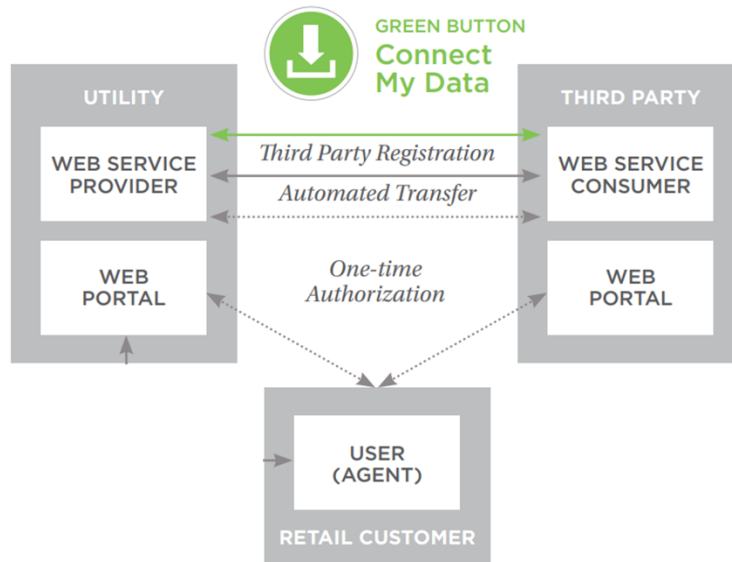 GREEN BUTTON
Connect
My Data
UTILITY
THIRD PARTY
WEB SERVICE
PROVIDER
Third Party Registration
Automated Transfer
WEB SERVICE
CONSUMER
WEB
PORTAL
One-time
Authorization
WEB
PORTAL
USER
(AGENT)
RETAIL CUSTOMER